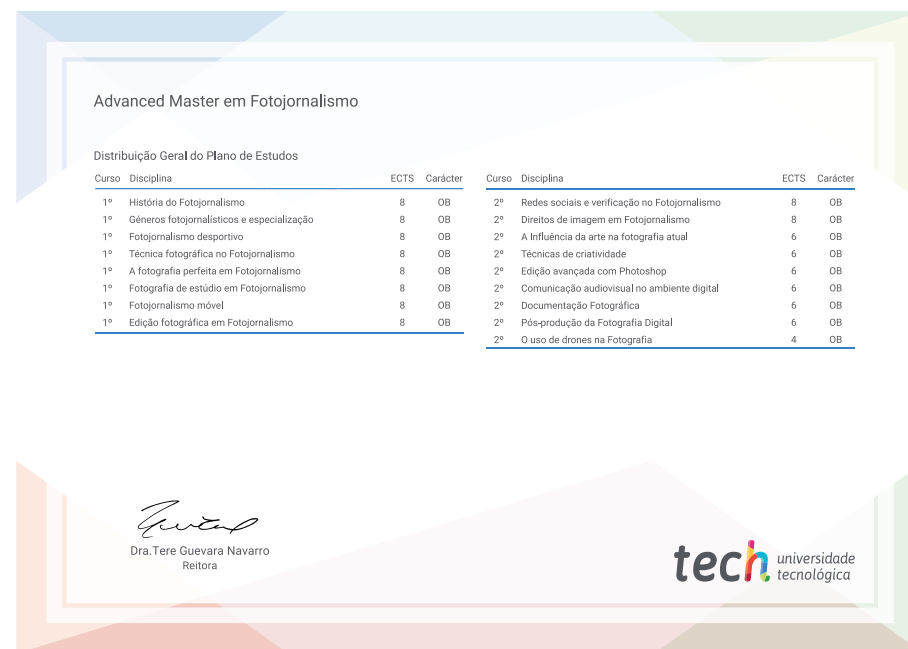 Advanced Master em Fotojornalismo
Distribuição Geral do Plano de Estudos
Curso Disciplina ECTS Carácter
1º História do Fotojornalismo 8 OB
1º Géneros fotojornalísticos e especialização 8 OB
1º Fotojornalismo desportivo 8 OB
1º Técnica fotográfica no Fotojornalismo 8 OB
1º A fotografia perfeita em Fotojornalismo 8 OB
1º Fotografia de estúdio em Fotojornalismo 8 OB
1º Fotojornalismo móvel 8 OB
1º Edição fotográfica em Fotojornalismo 8 OB
Curso Disciplina ECTS Carácter
2º Redes sociais e verificação no Fotojornalismo 8 OB
2º Direitos de imagem em Fotojornalismo 8 OB
2º A Influência da arte na fotografia atual 6 OB
2º Técnicas de criatividade 6 OB
2º Edição avançada com Photoshop 6 OB
2º Comunicação audiovisual no ambiente digital 6 OB
2º Documentação Fotográfica 6 OB
2º Pós-produção da Fotografia Digital 6 OB
2º O uso de drones na Fotografia 4 OB
Dra.Tere Guevara Navarro
Reitora
tech universidade
tecnológica